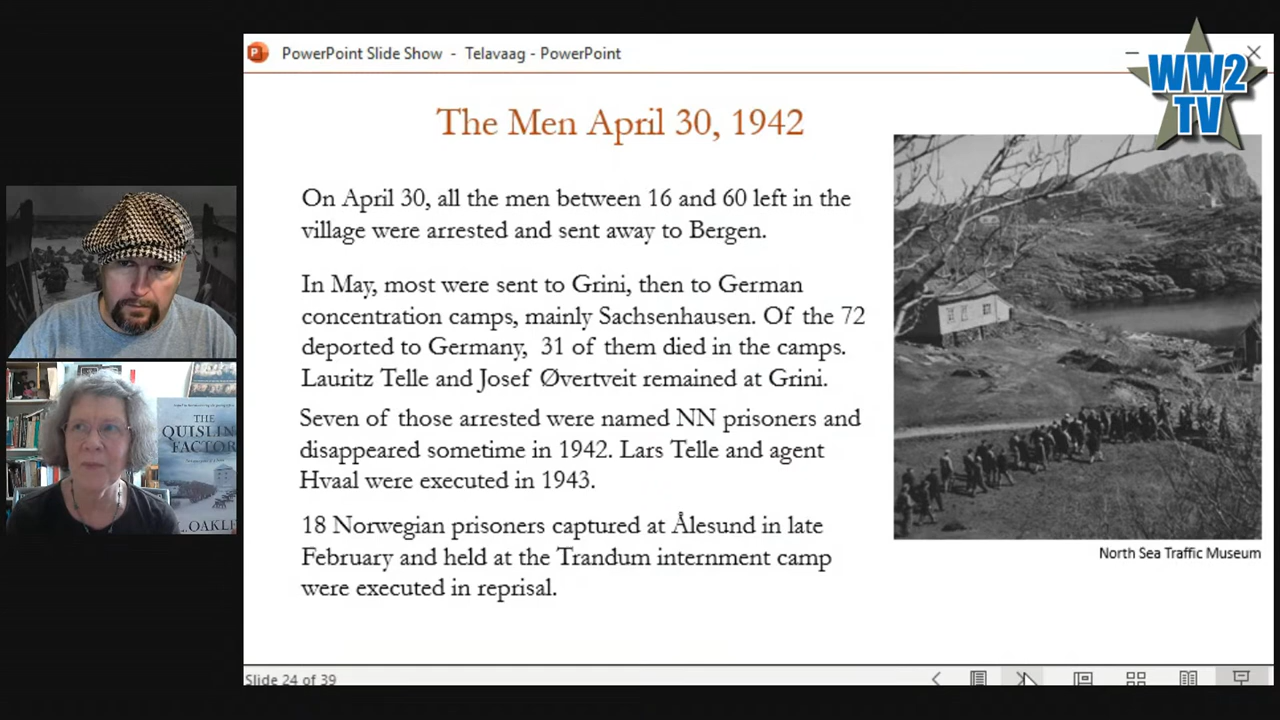 PowerPoint Slide Show - Telavaag - PowerPoint
WW2
TV
The Men April 30, 1942
On April 30, all the men between 16 and 60 left in the
village were arrested and sent away to Bergen.
In May, most were sent to Grini, then to German
concentration camps, mainly Sachsenhausen. Of the 72
deported to Germany, 31 of them died in the camps.
Lauritz Telle and Josef Øvertveit remained at Grini.
Seven of those arrested were named NN prisoners and
disappeared sometime in 1942. Lars Telle and agent
Hvaal were executed in 1943.
18 Norwegian prisoners captured at Ålesund in late
February and held at the Trandum internment camp
were executed in reprisal.
North Sea Traffic Museum
THE
QUISLIN
FACTOR
OAKLE
Slide 24 of 39